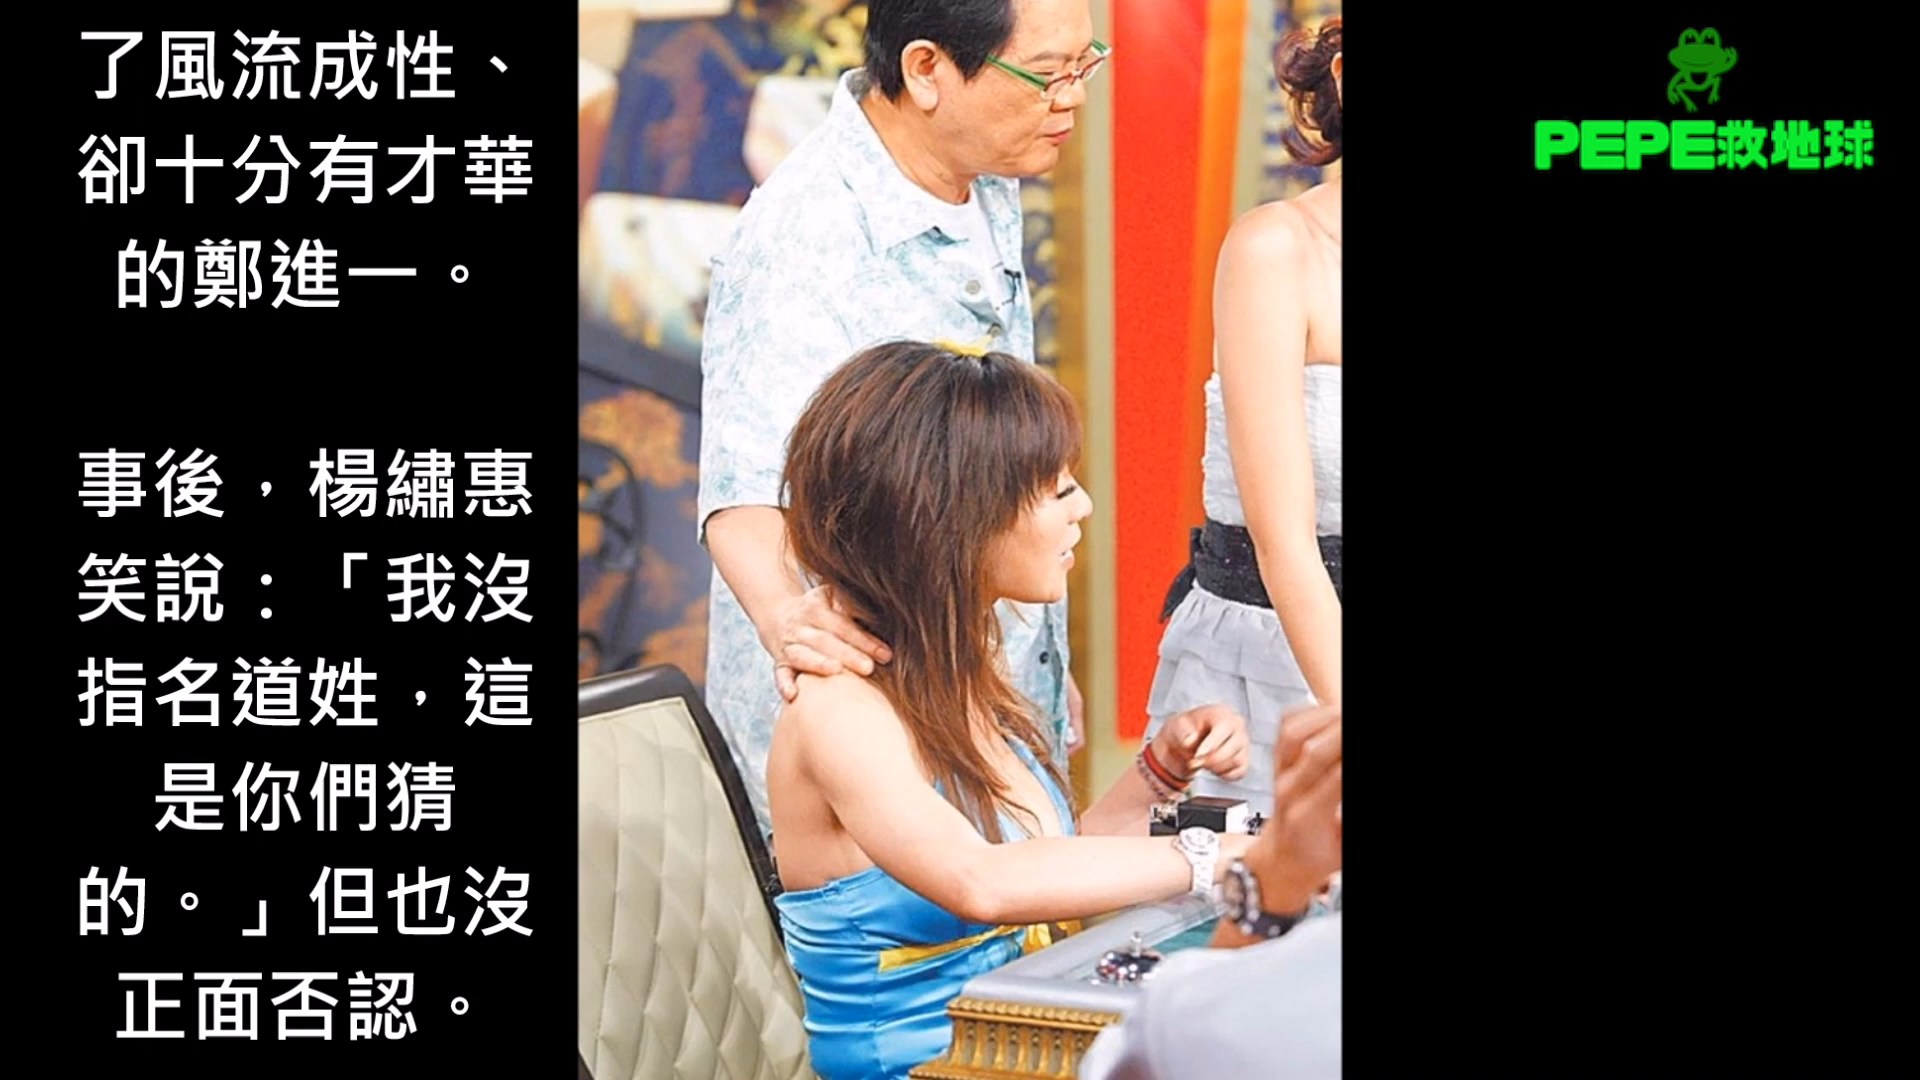 了風流成性、
卻十分有才華
的鄭進一。
事後，楊繡惠
笑說：「我沒
指名道姓，這
是你們猜
的。」但也沒
正面否認。
PEPE救地球